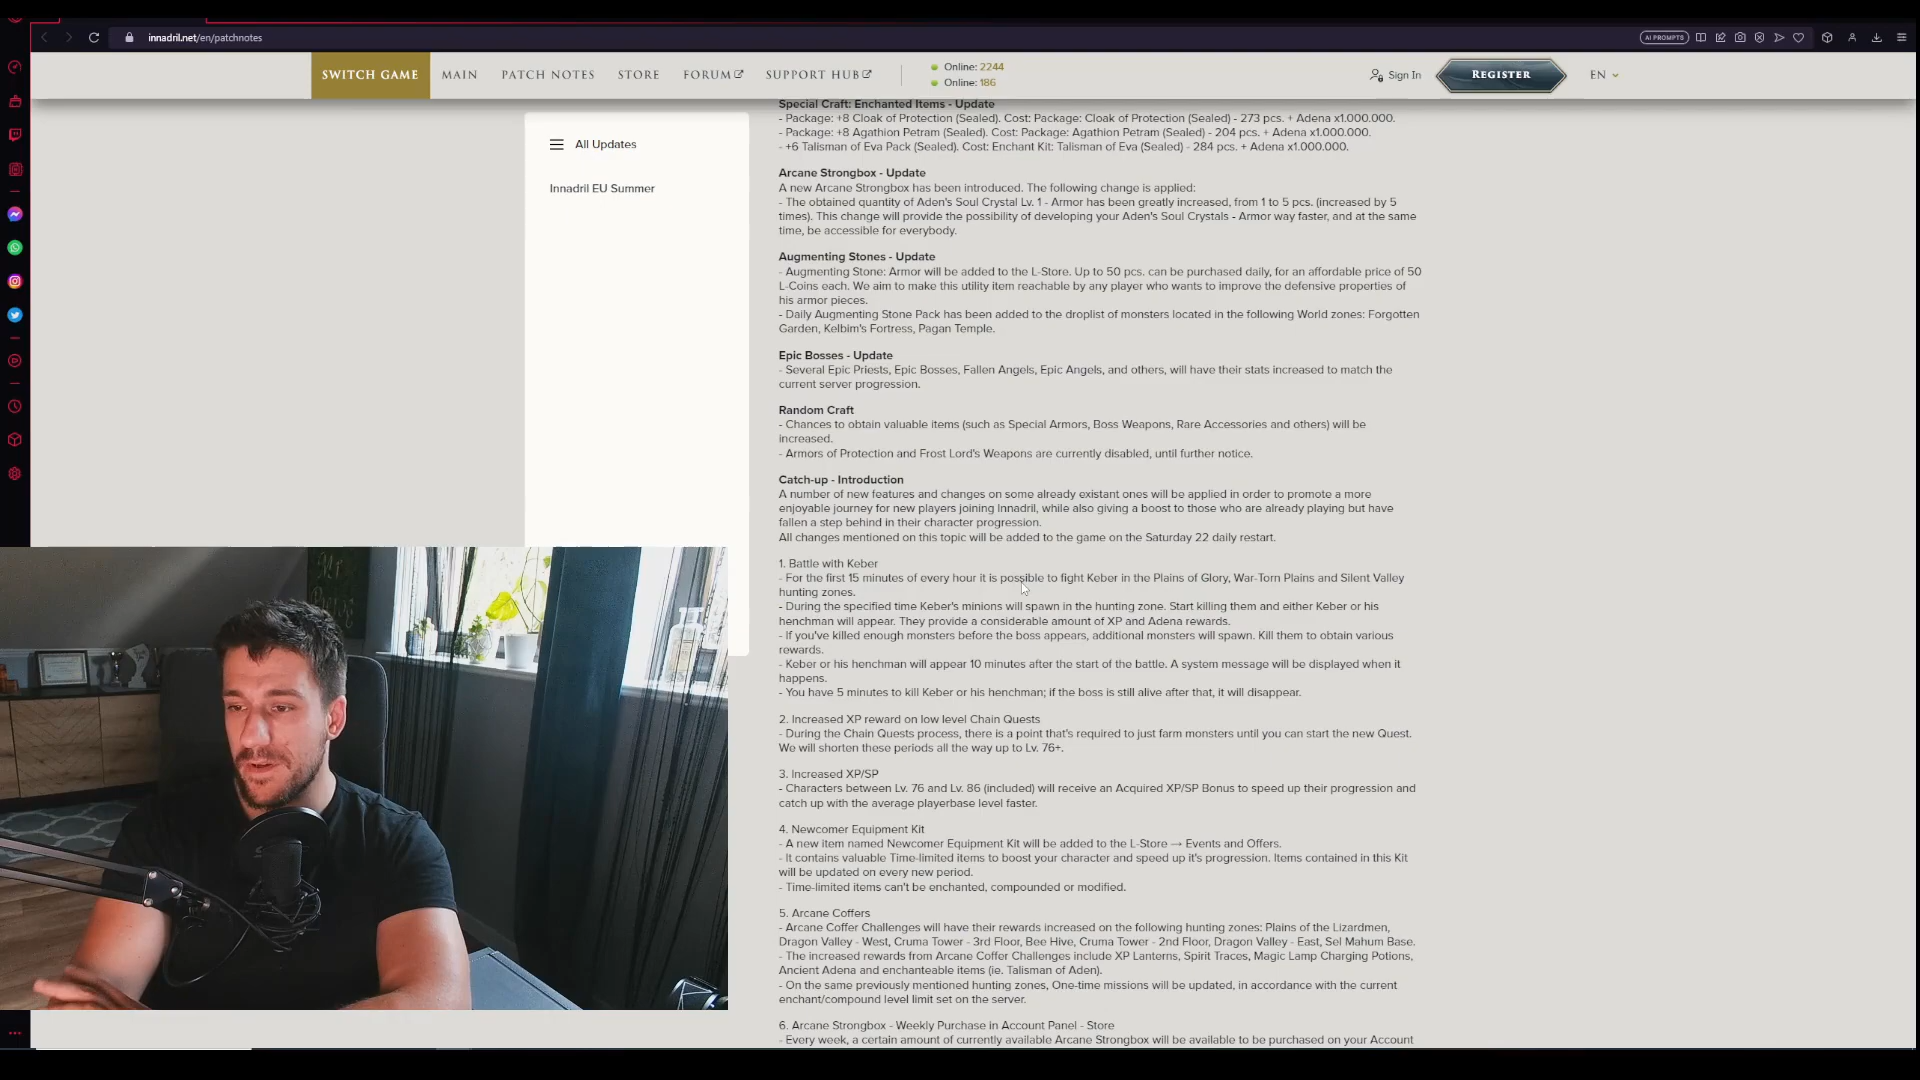 innadril.net/en/patchnotes
AI PROMPTS
SWITCH GAME
MAIN
PATCH NOTES
STORE
FORUM
SUPPORT HUB
Online: 2244
Online: 186
Sign In
REGISTER
EN
All Updates
Innadril EU Summer
Special Craft: Enchanted Items - Update
- Package: +8 Cloak of Protection (Sealed). Cost: Package: Cloak of Protection (Sealed) - 273 pcs. + Adena x1.000.000.
- Package: +8 Agathion Petram (Sealed). Cost: Package: Agathion Petram (Sealed) - 204 pcs. + Adena x1.000.000.
- +6 Talisman of Eva Pack (Sealed). Cost: Enchant Kit: Talisman of Eva (Sealed) - 284 pcs. + Adena x1.000.000.
Arcane Strongbox - Update
A new Arcane Strongbox has been introduced. The following change is applied:
- The obtained quantity of Aden's Soul Crystal Lv. 1 - Armor has been greatly increased, from 1 to 5 pcs. (increased by 5
times). This change will provide the possibility of developing your Aden's Soul Crystals - Armor way faster, and at the same
time, be accessible for everybody.
Augmenting Stones - Update
- Augmenting Stone: Armor will be added to the L-Store. Up to 50 pcs. can be purchased daily, for an affordable price of 50
L-Coins each. We aim to make this utility item reachable by any player who wants to improve the defensive properties of
his armor pieces.
- Daily Augmenting Stone Pack has been added to the droplist of monsters located in the following World zones: Forgotten
Garden, Kelbim's Fortress, Pagan Temple.
Epic Bosses - Update
- Several Epic Priests, Epic Bosses, Fallen Angels, Epic Angels, and others, will have their stats increased to match the
current server progression.
Random Craft
- Chances to obtain valuable items (such as Special Armors, Boss Weapons, Rare Accessories and others) will be
increased.
- Armors of Protection and Frost Lord's Weapons are currently disabled, until further notice.
Catch-up - Introduction
A number of new features and changes on some already existant ones will be applied in order to promote a more
enjoyable journey for new players joining Innadril, while also giving a boost to those who are already playing but have
fallen a step behind in their character progression.
All changes mentioned on this topic will be added to the game on the Saturday 22 daily restart.
1. Battle with Keber
- For the first 15 minutes of every hour it is possible to fight Keber in the Plains of Glory, War-Torn Plains and Silent Valley
hunting zones.
- During the specified time Keber's minions will spawn in the hunting zone. Start killing them and either Keber or his
henchman will appear. They provide a considerable amount of XP and Adena rewards.
- If you've killed enough monsters before the boss appears, additional monsters will spawn. Kill them to obtain various
rewards.
- Keber or his henchman will appear 10 minutes after the start of the battle. A system message will be displayed when it
happens.
- You have 5 minutes to kill Keber or his henchman; if the boss is still alive after that, it will disappear.
2. Increased XP reward on low level Chain Quests
- During the Chain Quests process, there is a point that's required to just farm monsters until you can start the new Quest.
We will shorten these periods all the way up to Lv. 76+.
3. Increased XP/SP
- Characters between Lv. 76 and Lv. 86 (included) will receive an Acquired XP/SP Bonus to speed up their progression and
catch up with the average playerbase level faster.
4. Newcomer Equipment Kit
- A new item named Newcomer Equipment Kit will be added to the L-Store → Events and Offers.
- It contains valuable Time-limited items to boost your character and speed up it's progression. Items contained in this Kit
will be updated on every new period.
- Time-limited items can't be enchanted, compounded or modified.
5. Arcane Coffers
- Arcane Coffer Challenges will have their rewards increased on the following hunting zones: Plains of the Lizardmen,
Dragon Valley - West, Cruma Tower - 3rd Floor, Bee Hive, Cruma Tower - 2nd Floor, Dragon Valley - East, Sel Mahum Base.
- The increased rewards from Arcane Coffer Challenges include XP Lanterns, Spirit Traces, Magic Lamp Charging Potions,
Ancient Adena and enchanteable items (ie. Talisman of Aden).
- On the same previously mentioned hunting zones, One-time missions will be updated, in accordance with the current
enchant/compound level limit set on the server.
6. Arcane Strongbox - Weekly Purchase in Account Panel - Store
- Every week, a certain amount of currently available Arcane Strongbox will be available to be purchased on your Account